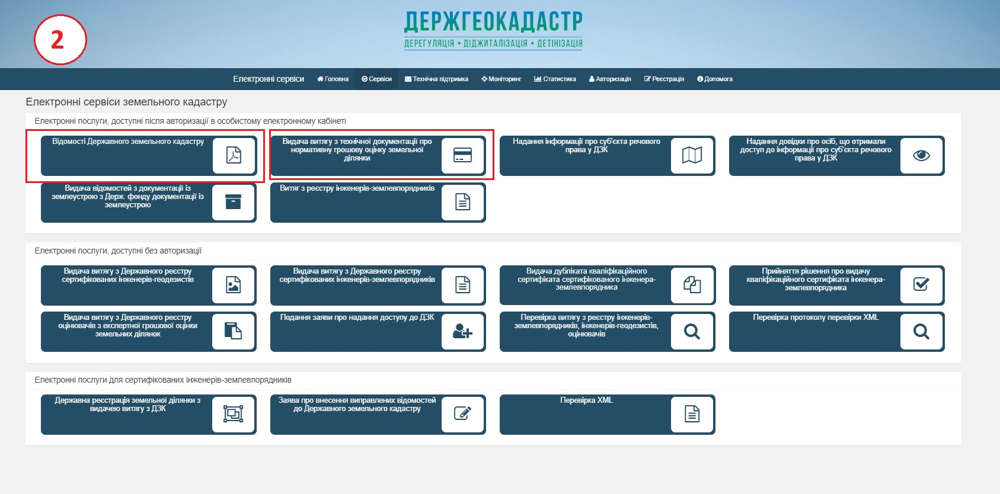 2
ДЕРЖГЕОКАДАСТР
ДЕРЕГУЛЯЦІЯ ▪ ДІДЖИТАЛІЗАЦІЯ ▪ ДЕТІНІЗАЦІЯ
Електронні сервіси Головна Сервіси Технічна підтримка Моніторинг Статистика Авторизація Реєстрація Допомога
Електронні сервіси земельного кадастру
Електронні послуги, доступні після авторизації в особистому електронному кабінеті
Відомості Державного земельного кадастру
Видача витягу з технічної документації про
нормативну грошову оцінку земельної
ділянки
Надання інформації про суб'єкта речового
права у ДЗК
Надання довідки про осіб, що отримали
доступ до інформації про суб'єкта речового
права у ДЗК
Видача відомостей з документації із
землеустрою з Держ. фонду документації із
землеустрою
Витяг з реєстру інженерів-землевпорядників
Електронні послуги, доступні без авторизації
Видача витягу з Державного реєстру
сертифікованих інженерів-геодезистів
Видача витягу з Державного реєстру
сертифікованих інженерів-землевпорядників
Видача дубліката кваліфікаційного
сертифіката сертифікованого інженера-
землевпорядника
Прийняття рішення про видачу
кваліфікаційного сертифіката інженера-
землевпорядника
Видача витягу з Державного реєстру
оцінювачів з експертної грошової оцінки
земельних ділянок
Подання заяви про надання доступу до ДЗК
Перевірка витягу з реєстру інженерів-
землевпорядників, інженерів-геодезистів,
оцінювачів
Перевірка протоколу перевірки XML
Електронні послуги для сертифікованих інженерів-землевпорядників
Державна реєстрація земельної ділянки з
видачею витягу з ДЗК
Заява про внесення виправлених відомостей
до Державного земельного кадастру
Перевірка XML